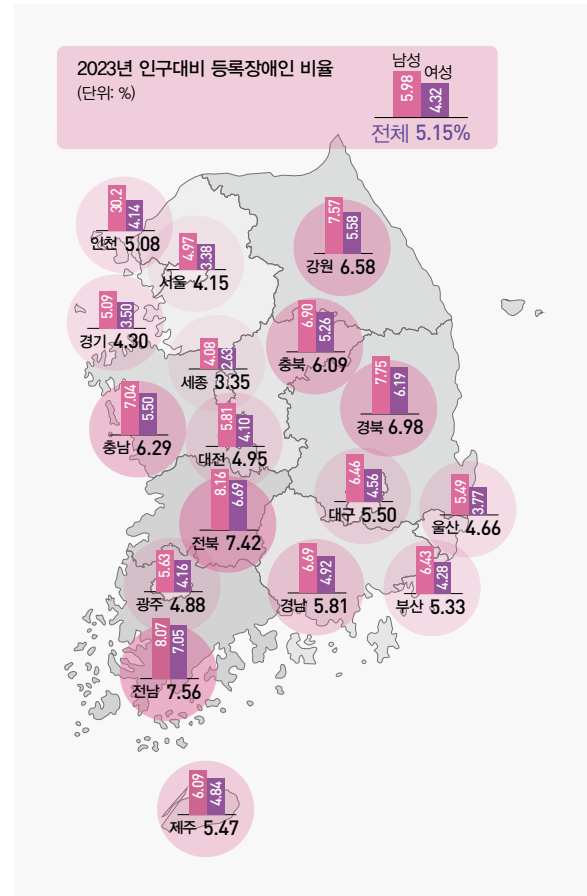 2023년 인구대비 등록장애인 비율
(단위: %)
남성
여성
5.98
4.32
전체 5.15%
30.2
4.14
인천 5.08
4.97
3.38
서울 4.15
7.57
5.58
강원 6.58
5.09
3.50
경기 4.30
6.90
5.26
충북 6.09
4.08
2.63
세종 3.35
7.75
6.19
경북 6.98
7.04
5.50
충남 6.29
5.81
4.10
대전 4.95
6.46
4.56
대구 5.50
5.49
3.77
울산 4.66
8.16
6.69
전북 7.42
5.63
4.16
광주 4.88
6.69
4.92
경남 5.81
6.43
4.28
부산 5.33
8.07
7.05
전남 7.56
6.09
4.84
제주 5.47